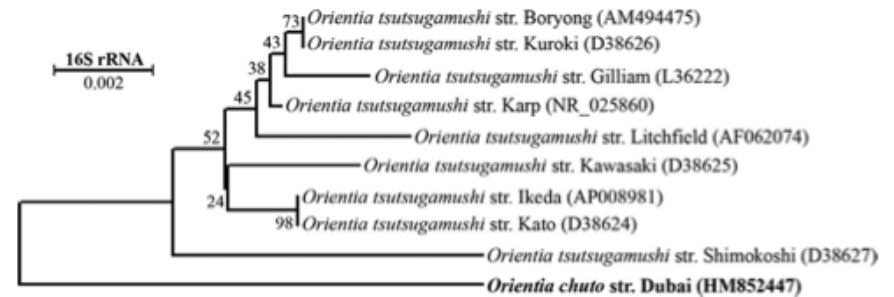 73 Orientia tsutsugamushi str. Boryong (AM494475)
43 Orientia tsutsugamushi str. Kuroki (D38626)
16S rRNA
38 Orientia tsutsugamushi str. Gilliam (L36222)
0.002
45 Orientia tsutsugamushi str. Karp (NR_025860)
Orientia tsutsugamushi str. Litchfield (AF062074)
52
Orientia tsutsugamushi str. Kawasaki (D38625)
24 Orientia tsutsugamushi str. Ikeda (AP008981)
98 Orientia tsutsugamushi str. Kato (D38624)
Orientia tsutsugamushi str. Shimokoshi (D38627)
Orientia chuto str. Dubai (HM852447)